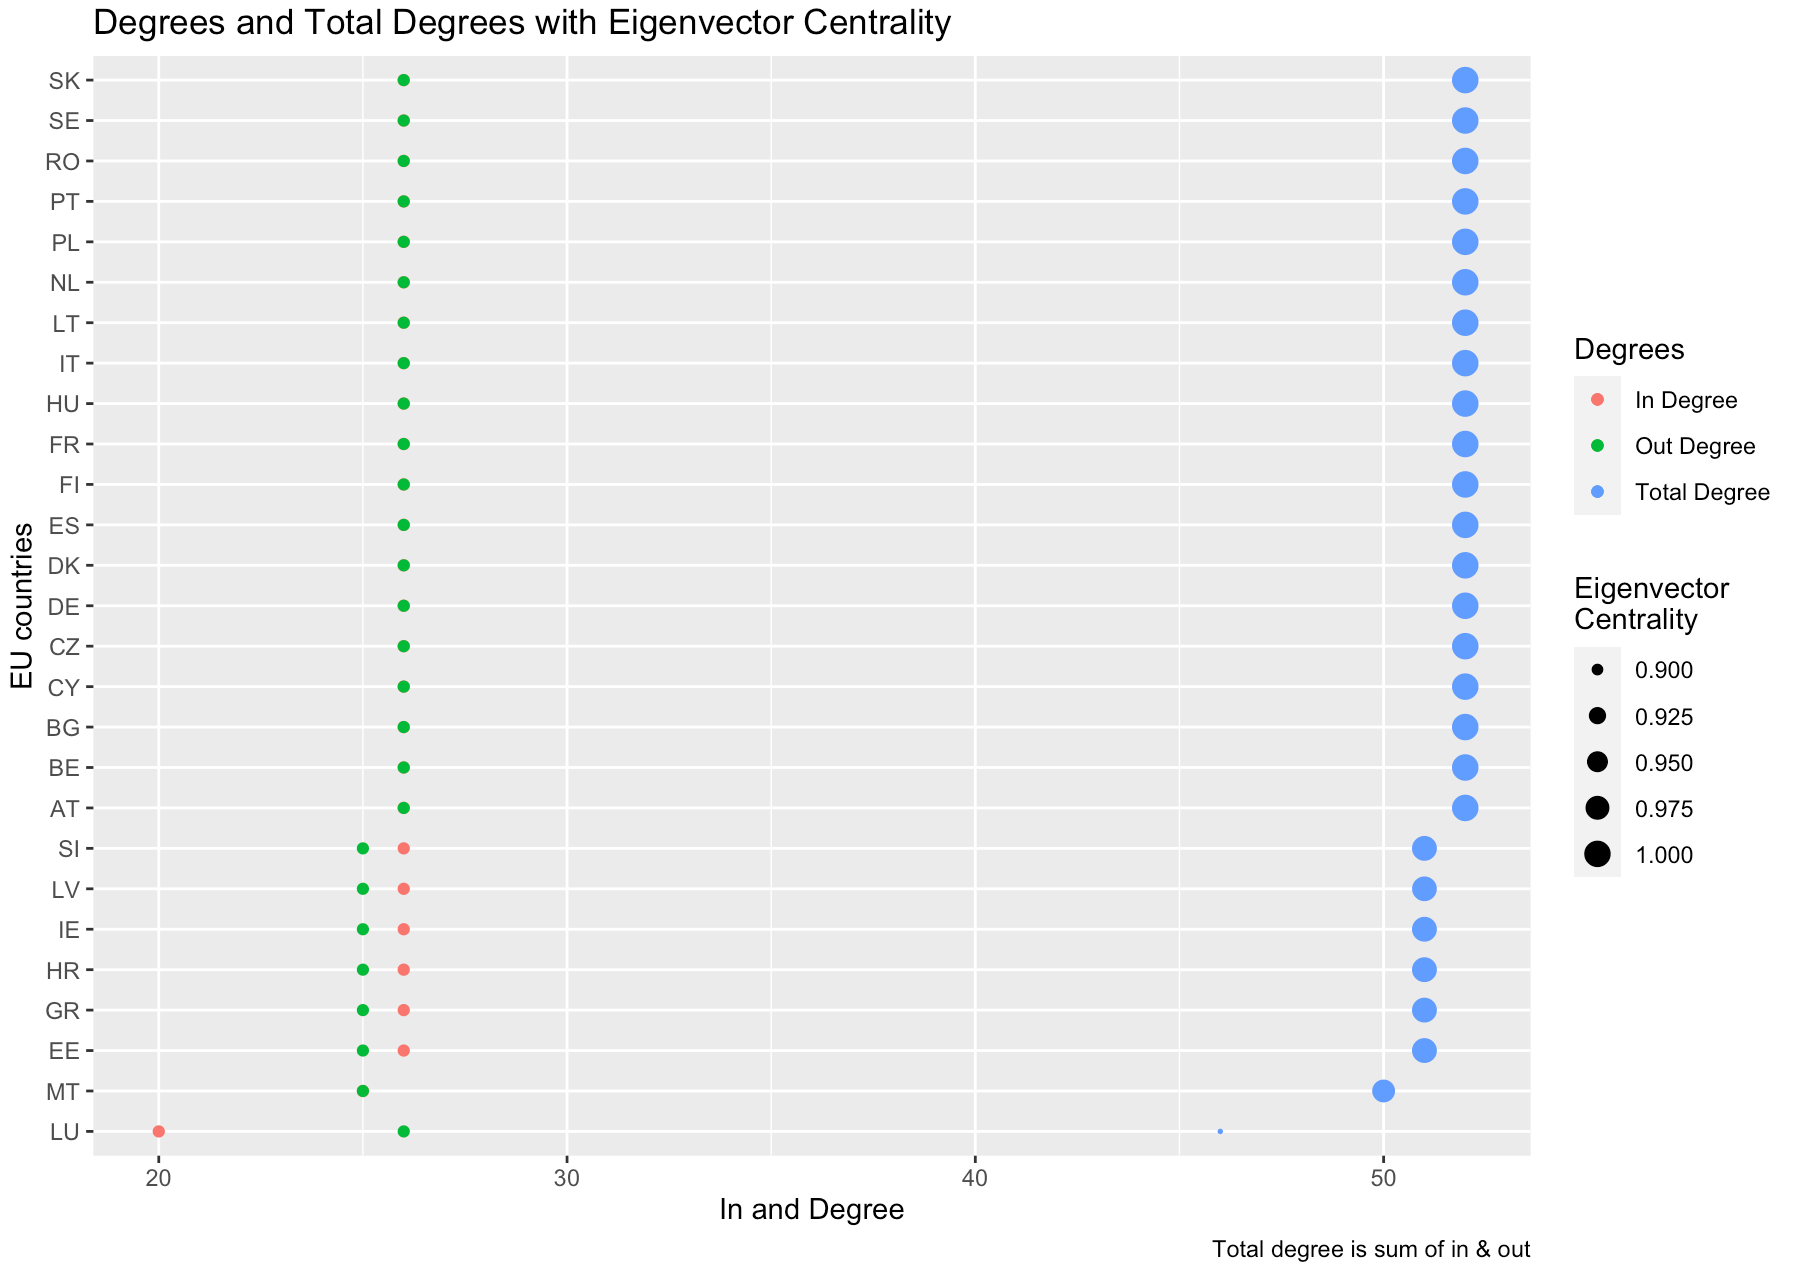 Degrees and Total Degrees with Eigenvector Centrality
EU countries
SK
SE
RO
PT
PL
NL
LT
IT
HU
FR
FI
ES
DK
DE
CZ
CY
BG
BE
AT
SI
LV
IE
HR
GR
EE
MT
LU
20 30 40 50
In and Degree
Total degree is sum of in & out
Degrees
In Degree
Out Degree
Total Degree
Eigenvector
Centrality
0.900
0.925
0.950
0.975
1.000